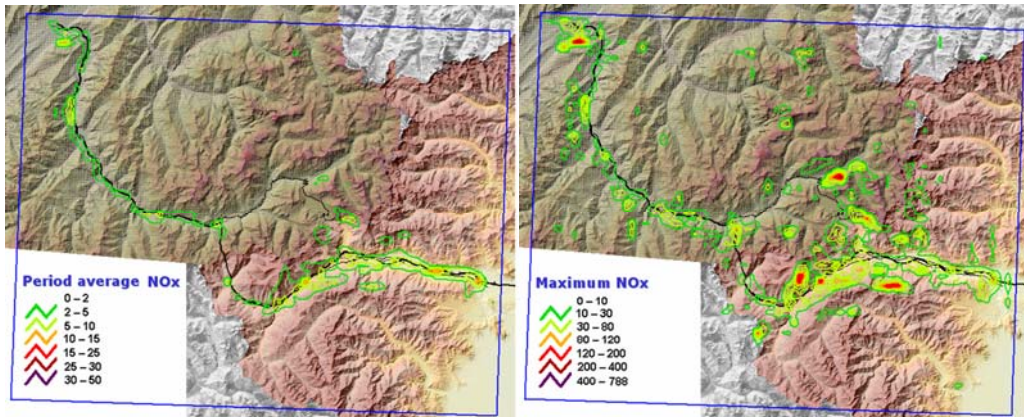 Period average NOx
0 – 2
2 – 5
5 – 10
10 – 15
15 – 25
25 – 30
30 – 50
Maximum NOx
0 – 10
10 – 30
30 – 80
80 – 120
120 – 200
200 – 400
400 – 788